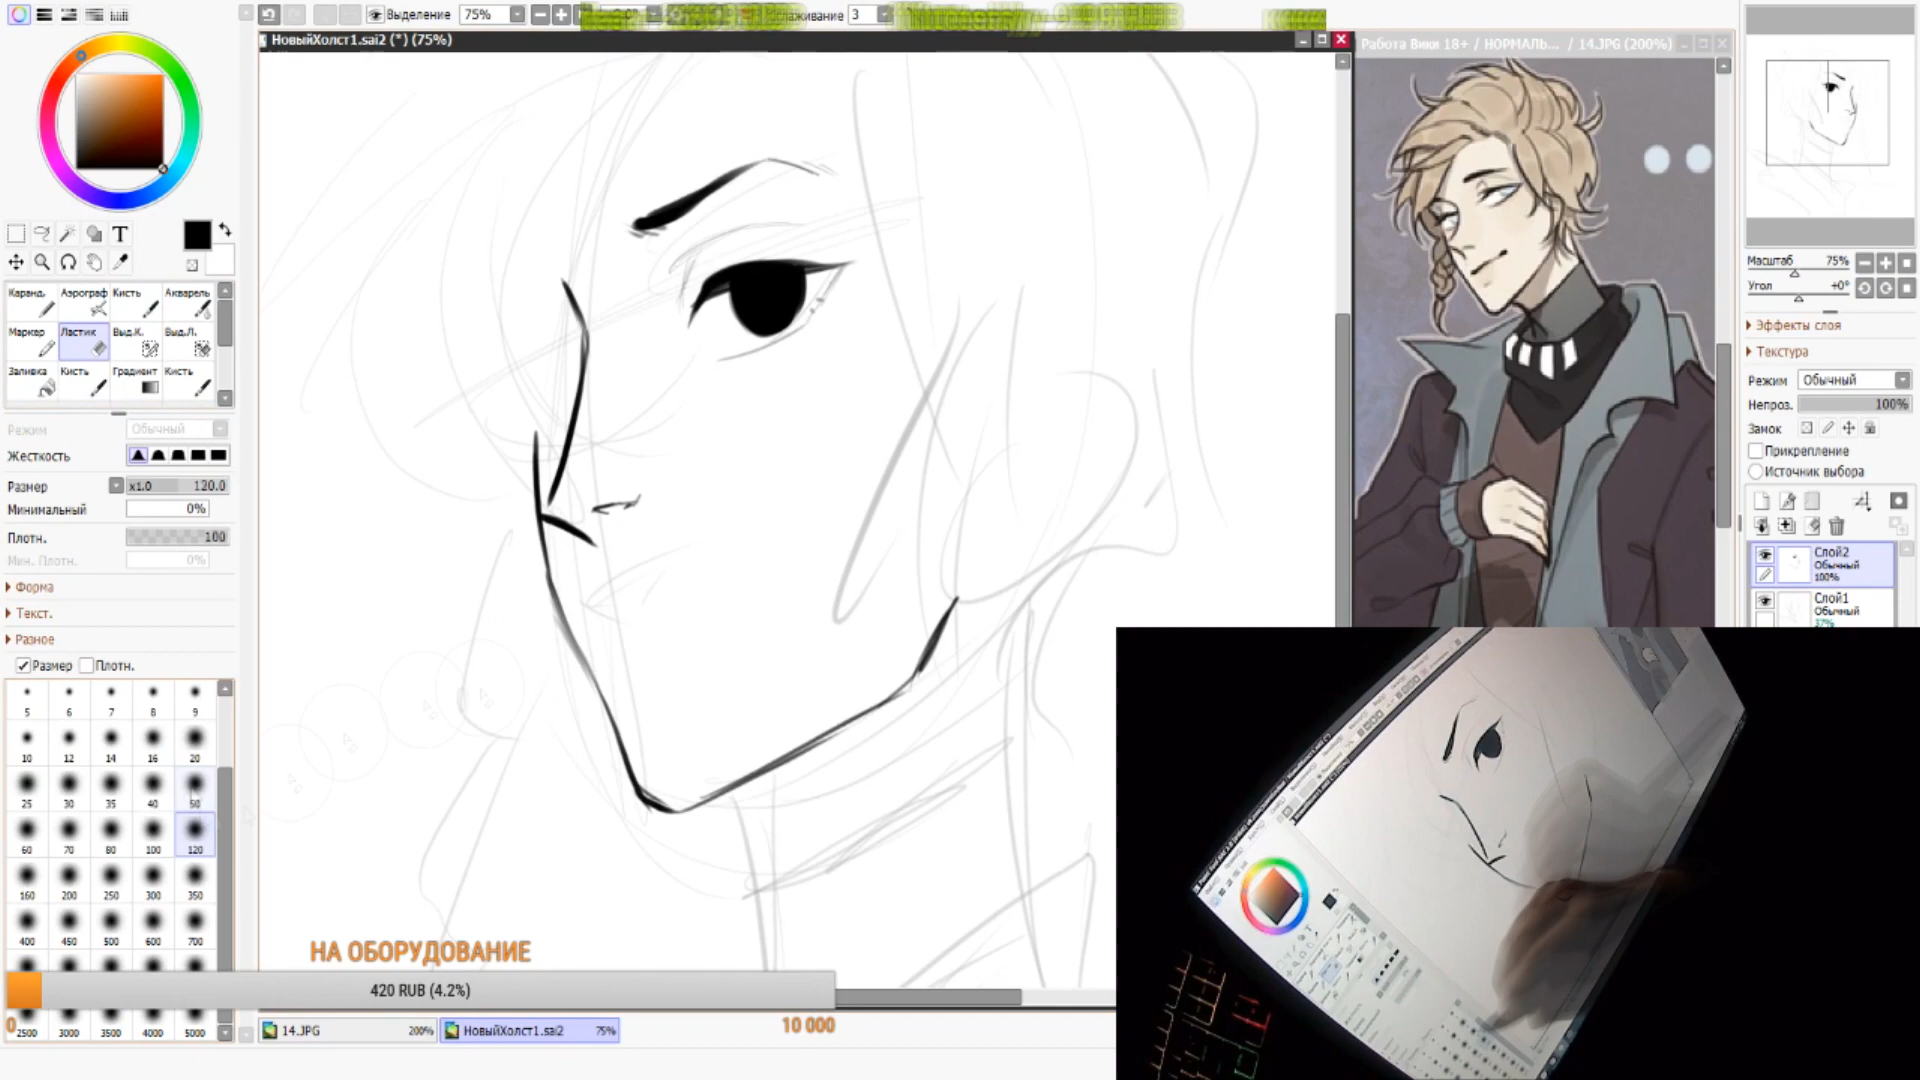 Выделение 75% 3
НовыйХолст1.sai2 (*) (75%)
Работа Вики 18+ / НОРМАЛЬ... / 14.JPG (200%)
T
Масштаб 75%
Угол +0°
Каранд. Аэрограф Кисть Акварель
Маркер Ластик Выд.К. Выд.Л.
Заливка Кисть Градиент Кисть
Эффекты слоя
Текстура
Режим Обычный
Непроз. 100%
Замок
Прикрепление
Источник выбора
Режим Обычный
Жесткость
Размер x1.0 120.0
Минимальный 0%
Плотн. 100
Мин. Плотн. 0%
Форма
Текст.
Разное
Размер Плотн.
Слой2
Обычный
100%
Слой1
Обычный
37%
5 6 7 8 9
10 12 14 16 20
25 30 35 40 50
60 70 80 100 120
160 200 250 300 350
400 450 500 600 700
2500 3000 3500 4000 5000
НА ОБОРУДОВАНИЕ
420 RUB (4.2%)
0 10 000
14.JPG 200% НовыйХолст1.sai2 75%